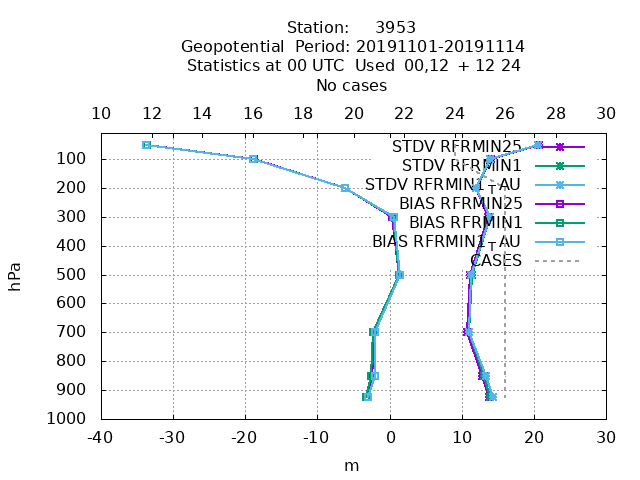 Station: 3953
Geopotential Period: 20191101-20191114
Statistics at 00 UTC Used 00,12 + 12 24
No cases
10 12 14 16 18 20 22 24 26 28 30
STDV RFRMIN25
STDV RFRMIN1
STDV RFRMIN1_AU
BIAS RFRMIN25
BIAS RFRMIN1
BIAS RFRMIN1_AU
CASES
hPa
100
200
300
400
500
600
700
800
900
1000
-40 -30 -20 -10 0 10 20 30
m